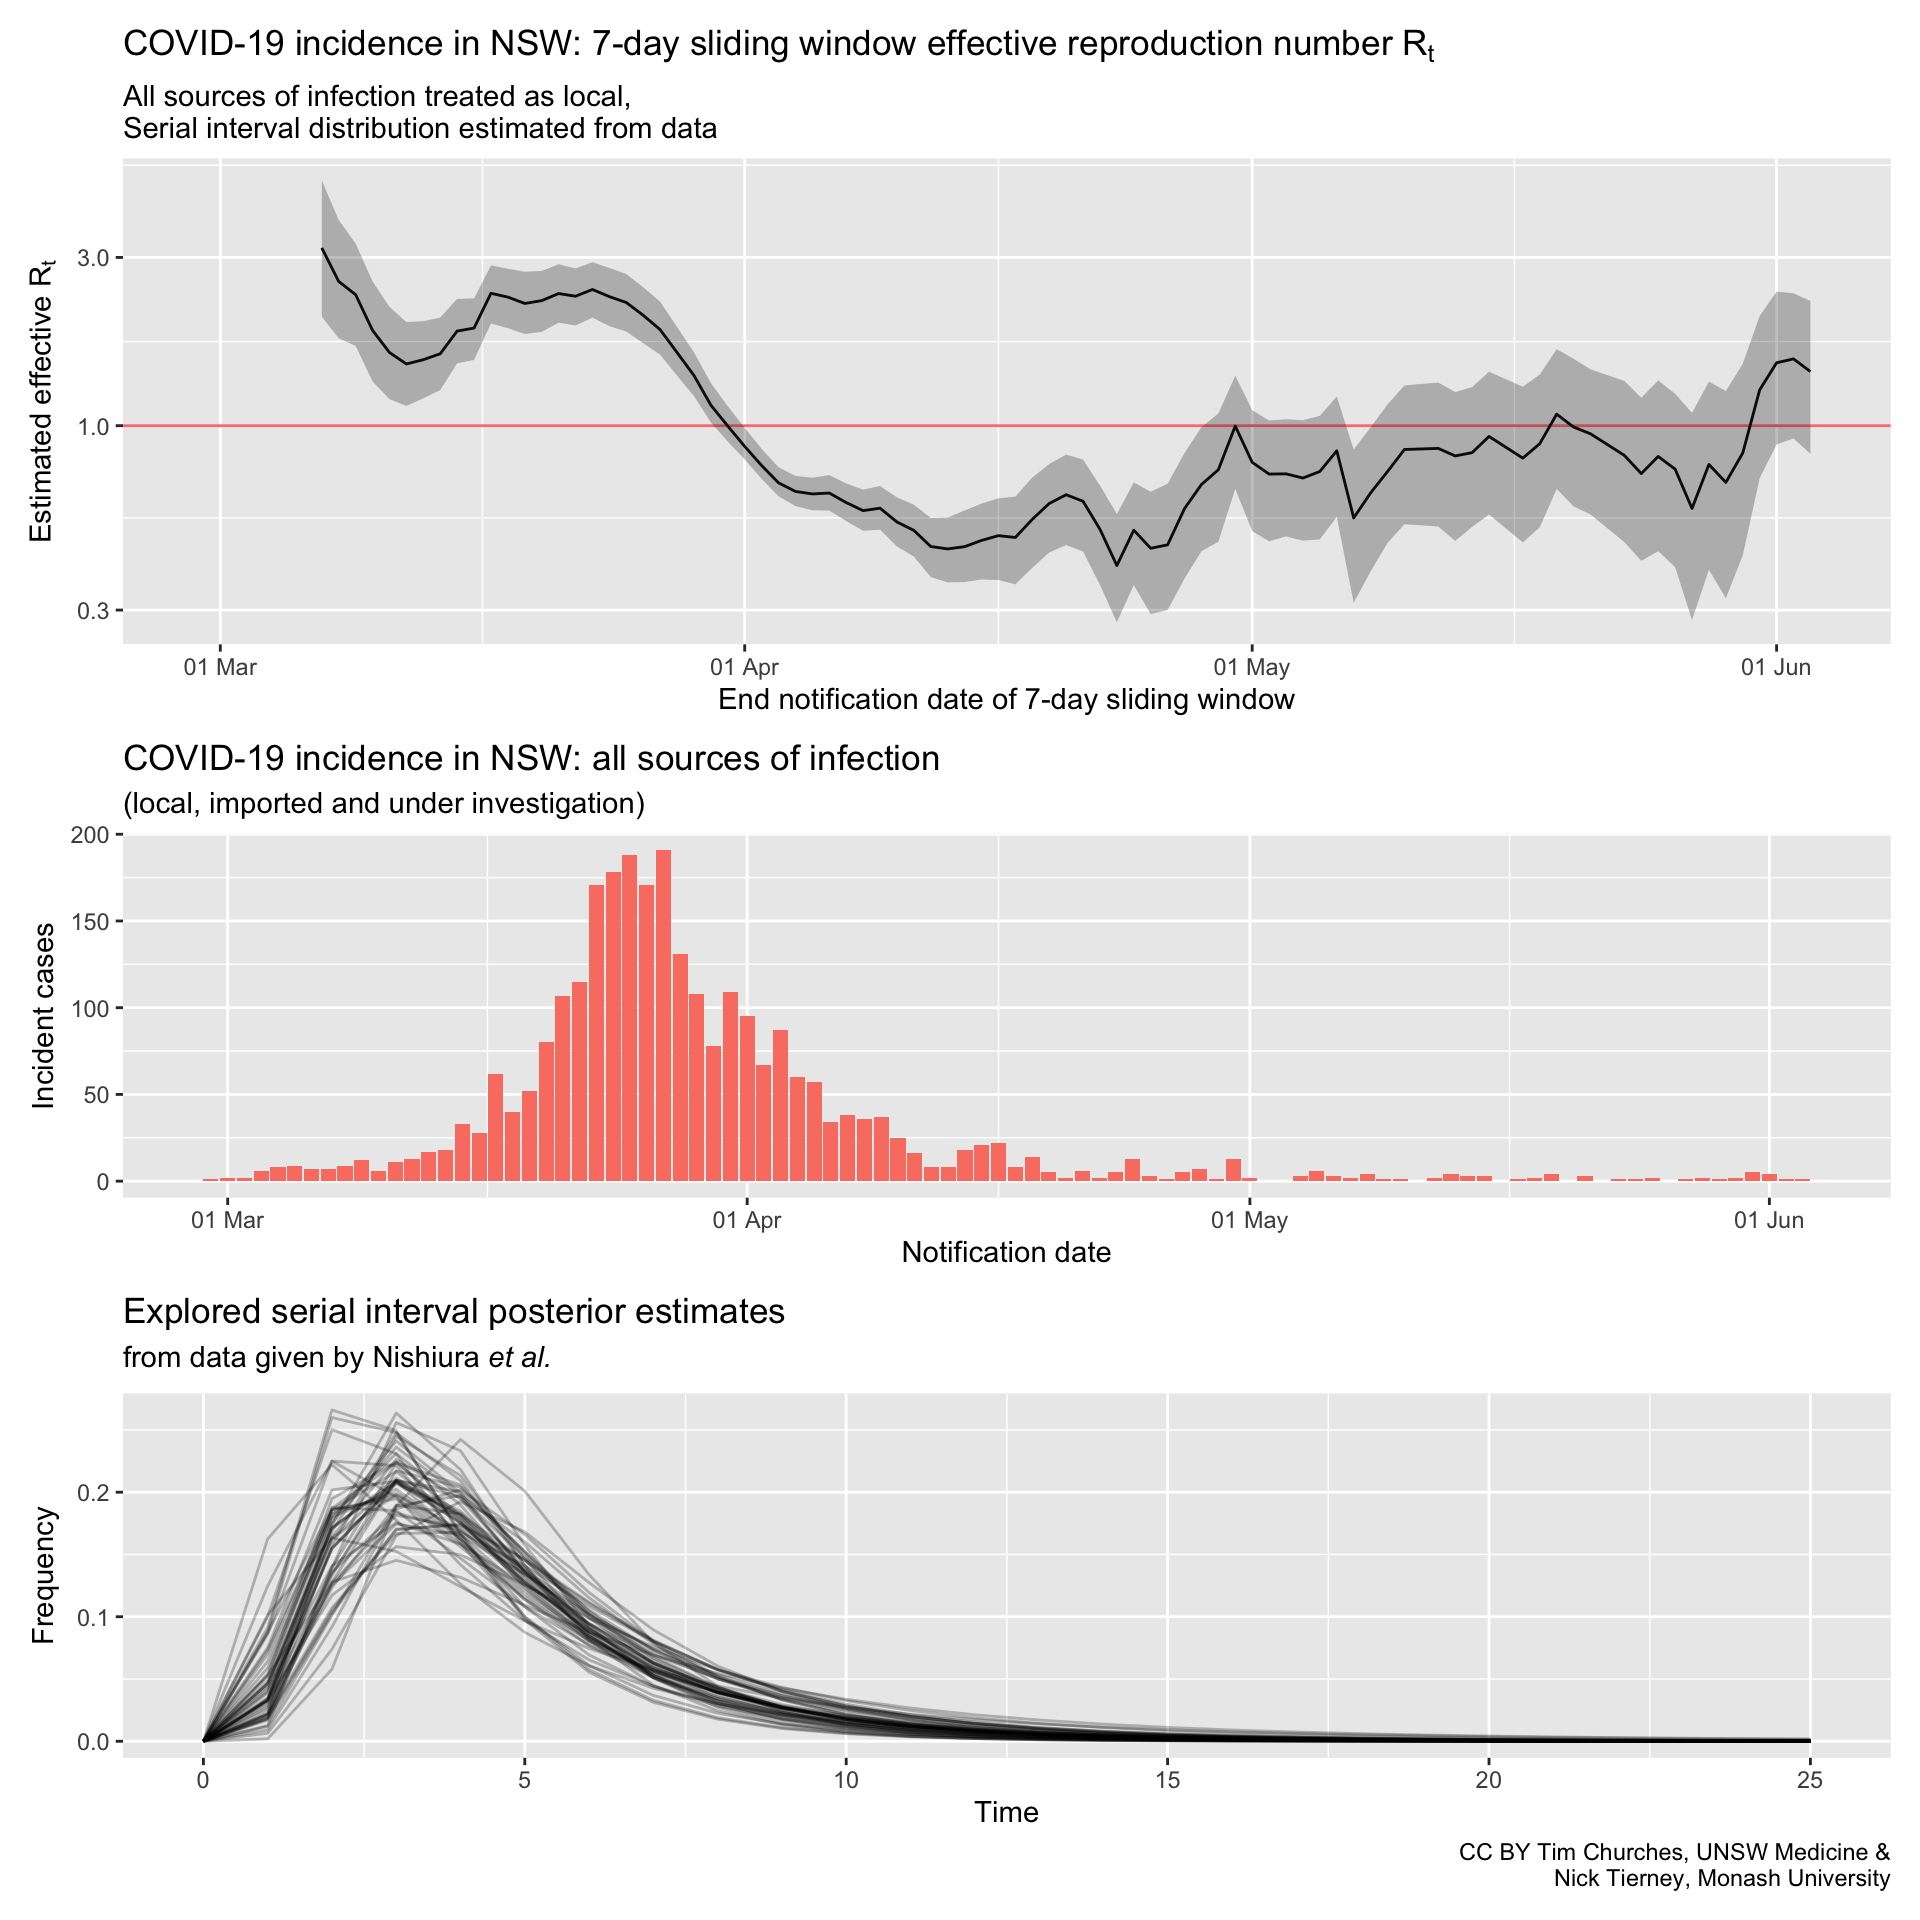 COVID-19 incidence in NSW: 7-day sliding window effective reproduction number Rt
All sources of infection treated as local,
Serial interval distribution estimated from data
Estimated effective Rt
3.0
1.0
0.3
01 Mar 01 Apr 01 May 01 Jun
End notification date of 7-day sliding window
COVID-19 incidence in NSW: all sources of infection
(local, imported and under investigation)
Incident cases
200
150
100
50
0
01 Mar 01 Apr 01 May 01 Jun
Notification date
Explored serial interval posterior estimates
from data given by Nishiura et al.
Frequency
0.2
0.1
0.0
0 5 10 15 20 25
Time
CC BY Tim Churches, UNSW Medicine &
Nick Tierney, Monash University